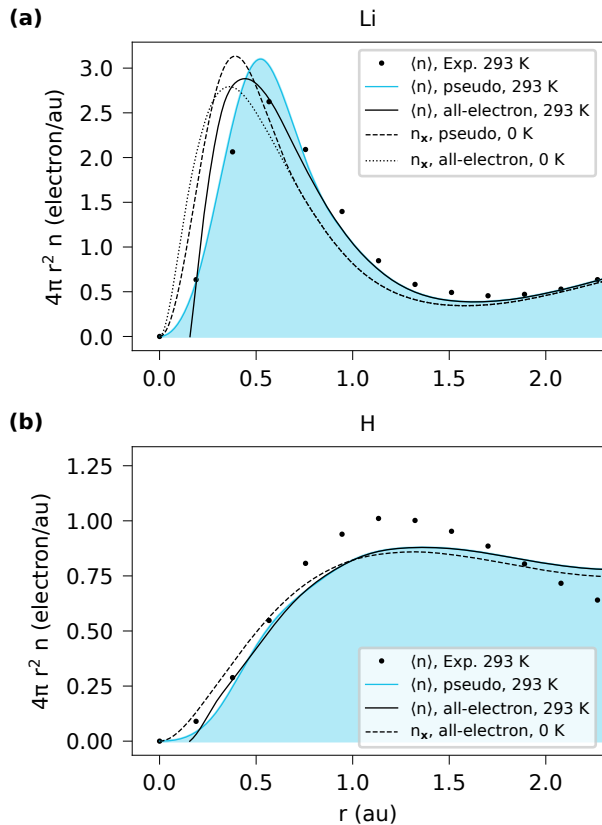 (a)
Li
4π r² n (electron/au)
3.0
2.5
2.0
1.5
1.0
0.5
0.0
⟨n⟩, Exp. 293 K
⟨n⟩, pseudo, 293 K
⟨n⟩, all-electron, 293 K
nₓ, pseudo, 0 K
nₓ, all-electron, 0 K
0.0 0.5 1.0 1.5 2.0
(b)
H
4π r² n (electron/au)
1.25
1.00
0.75
0.50
0.25
0.00
⟨n⟩, Exp. 293 K
⟨n⟩, pseudo, 293 K
⟨n⟩, all-electron, 293 K
nₓ, all-electron, 0 K
0.0 0.5 1.0 1.5 2.0
r (au)